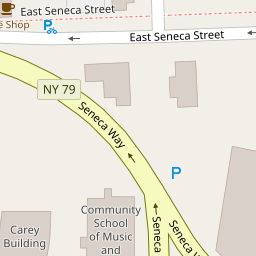 East Seneca Street
e Shop
East Seneca Street
NY 79
Seneca Way
P
Community
School
of Music
and
Carey
Building
Seneca
Seneca W